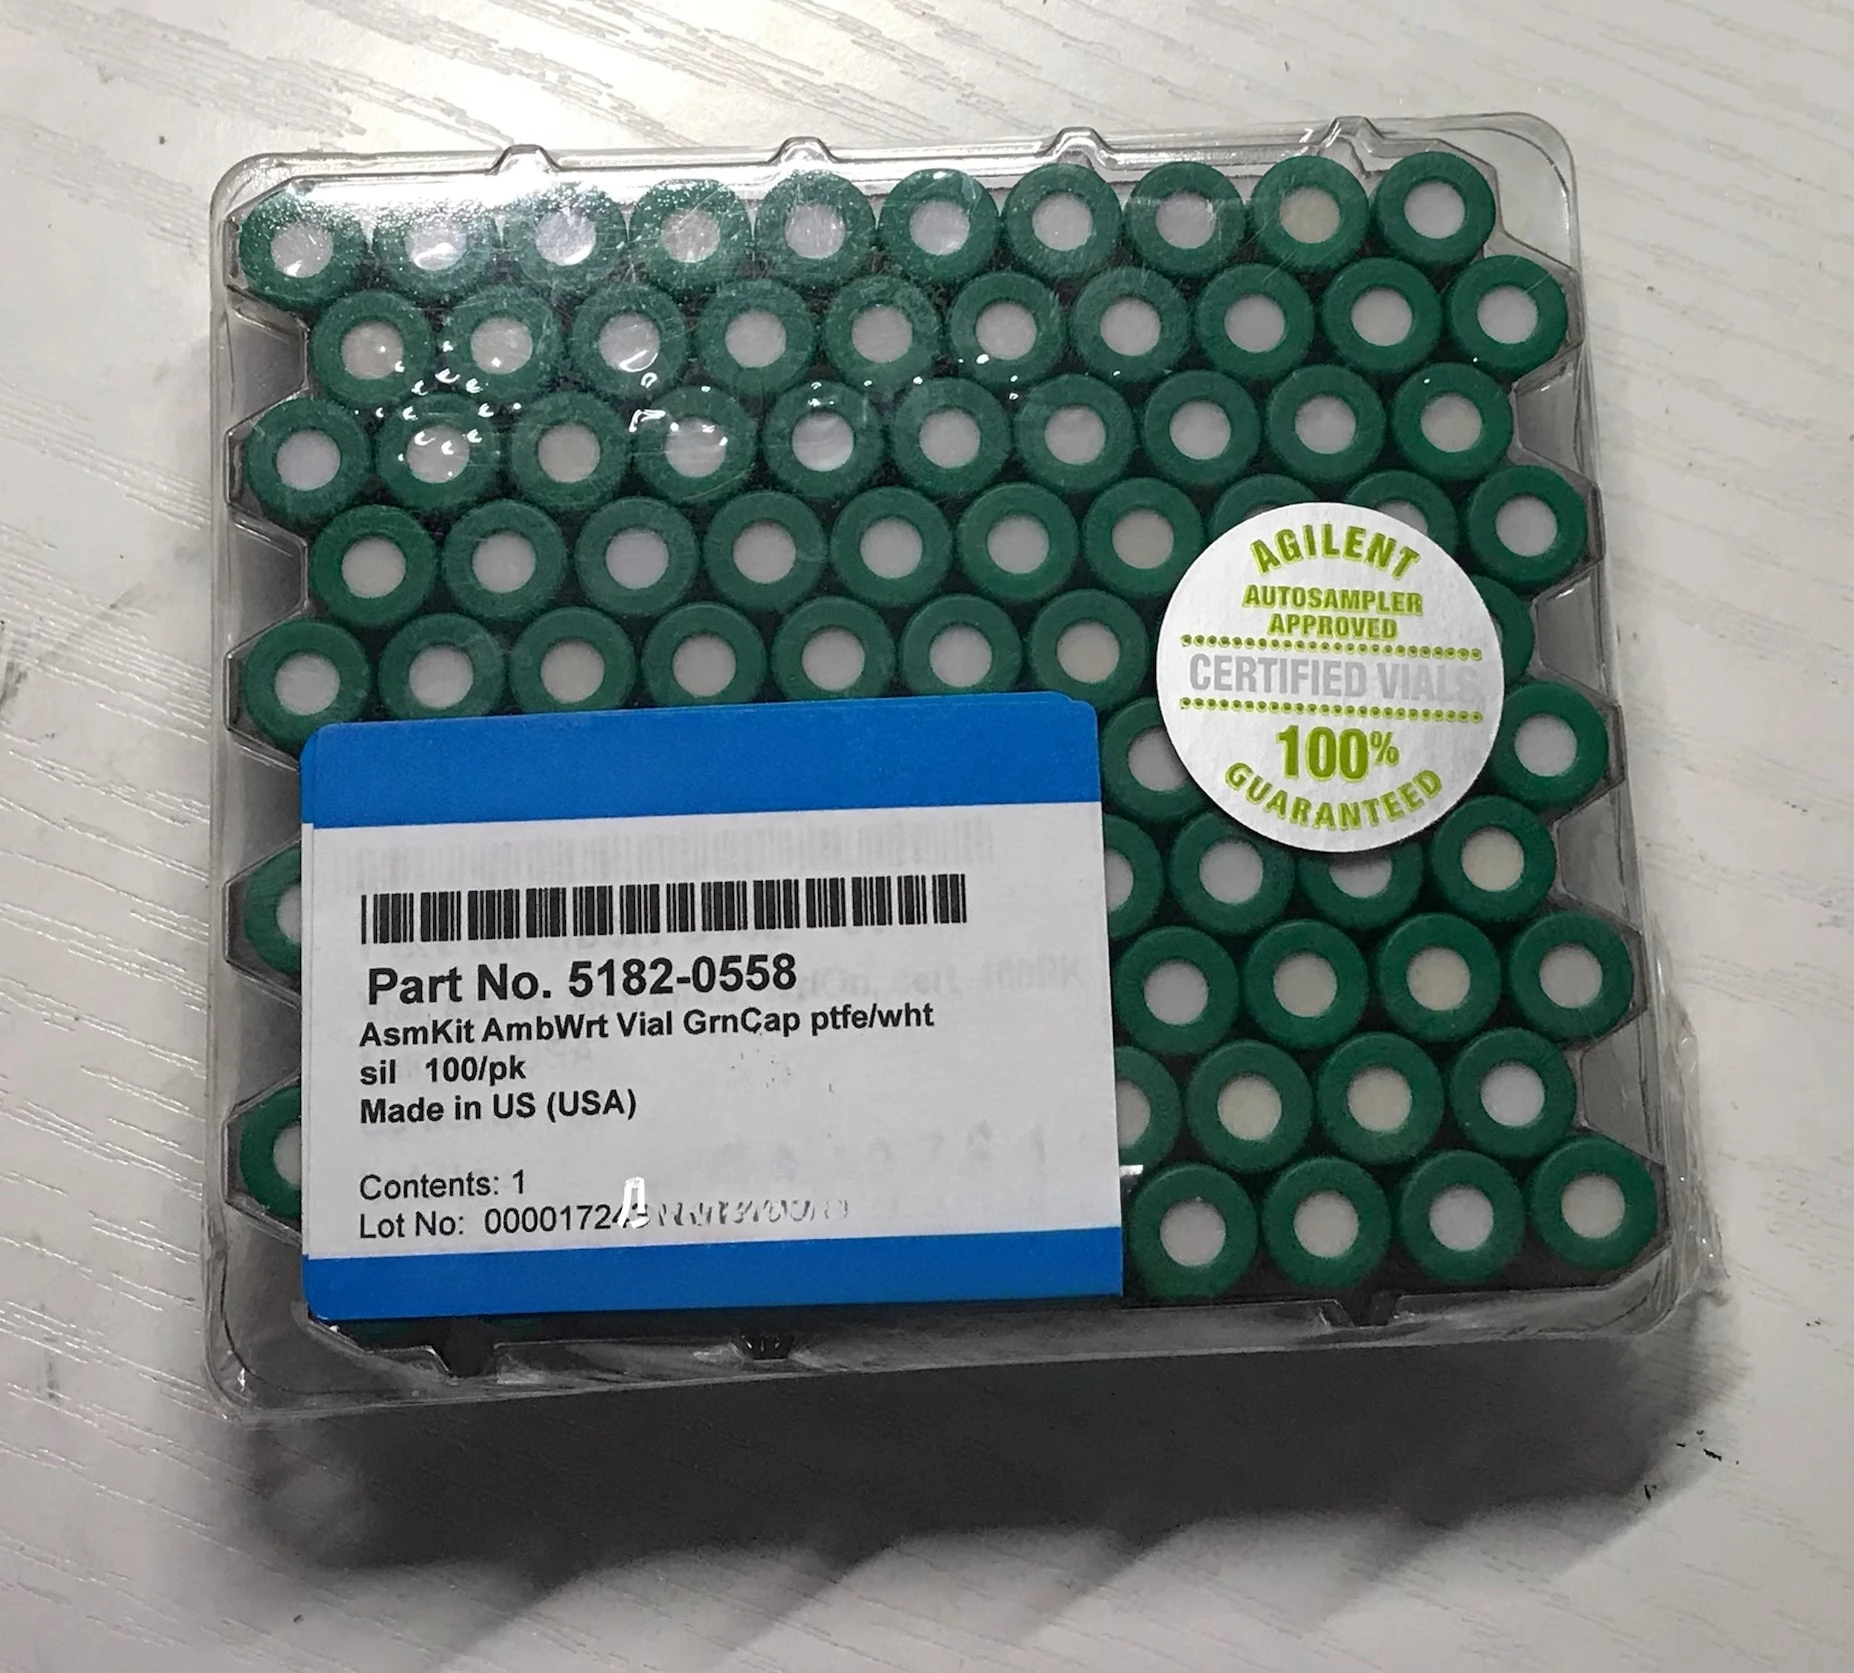 AGILENT
AUTOSAMPLER
APPROVED
CERTIFIED VIALS
100%
GUARANTEED
Part No. 5182-0558
AsmKit AmbWrt Vial GrnCap ptfe/wht
sil 100/pk
Made in US (USA)
Contents: 1
Lot No: